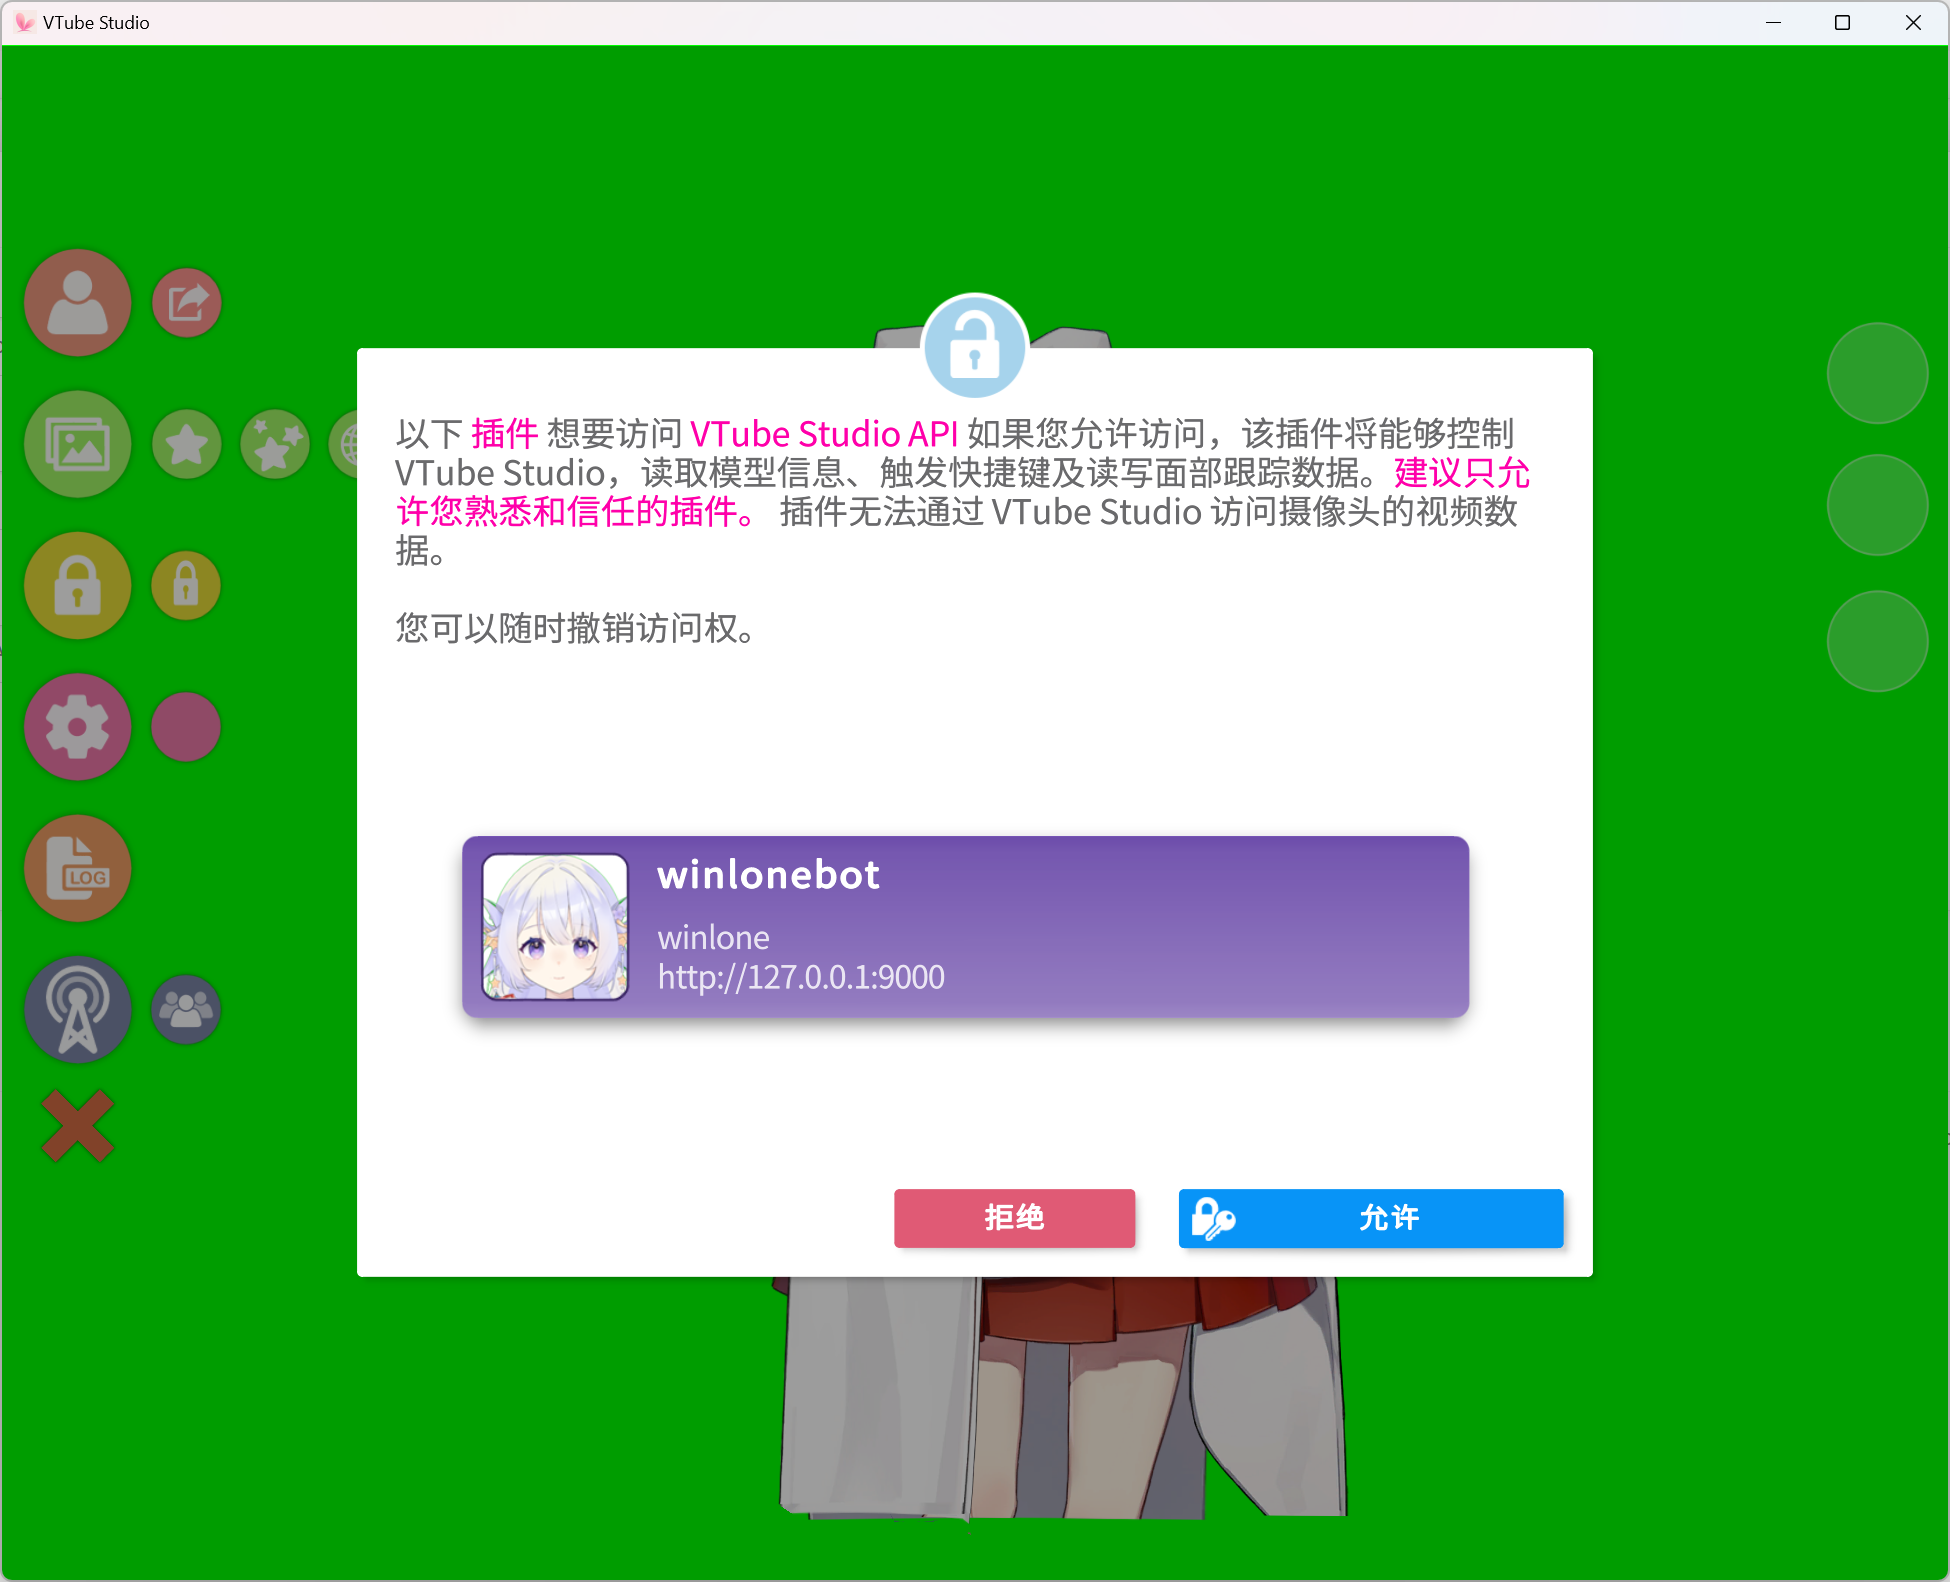 VTube Studio
以下 插件 想要访问 VTube Studio API 如果您允许访问，该插件将能够控制
VTube Studio，读取模型信息、触发快捷键及读写面部跟踪数据。建议只允
许您熟悉和信任的插件。 插件无法通过 VTube Studio 访问摄像头的视频数
据。
您可以随时撤销访问权。
LOG
winlonebot
winlone
http://127.0.0.1:9000
拒绝
允许